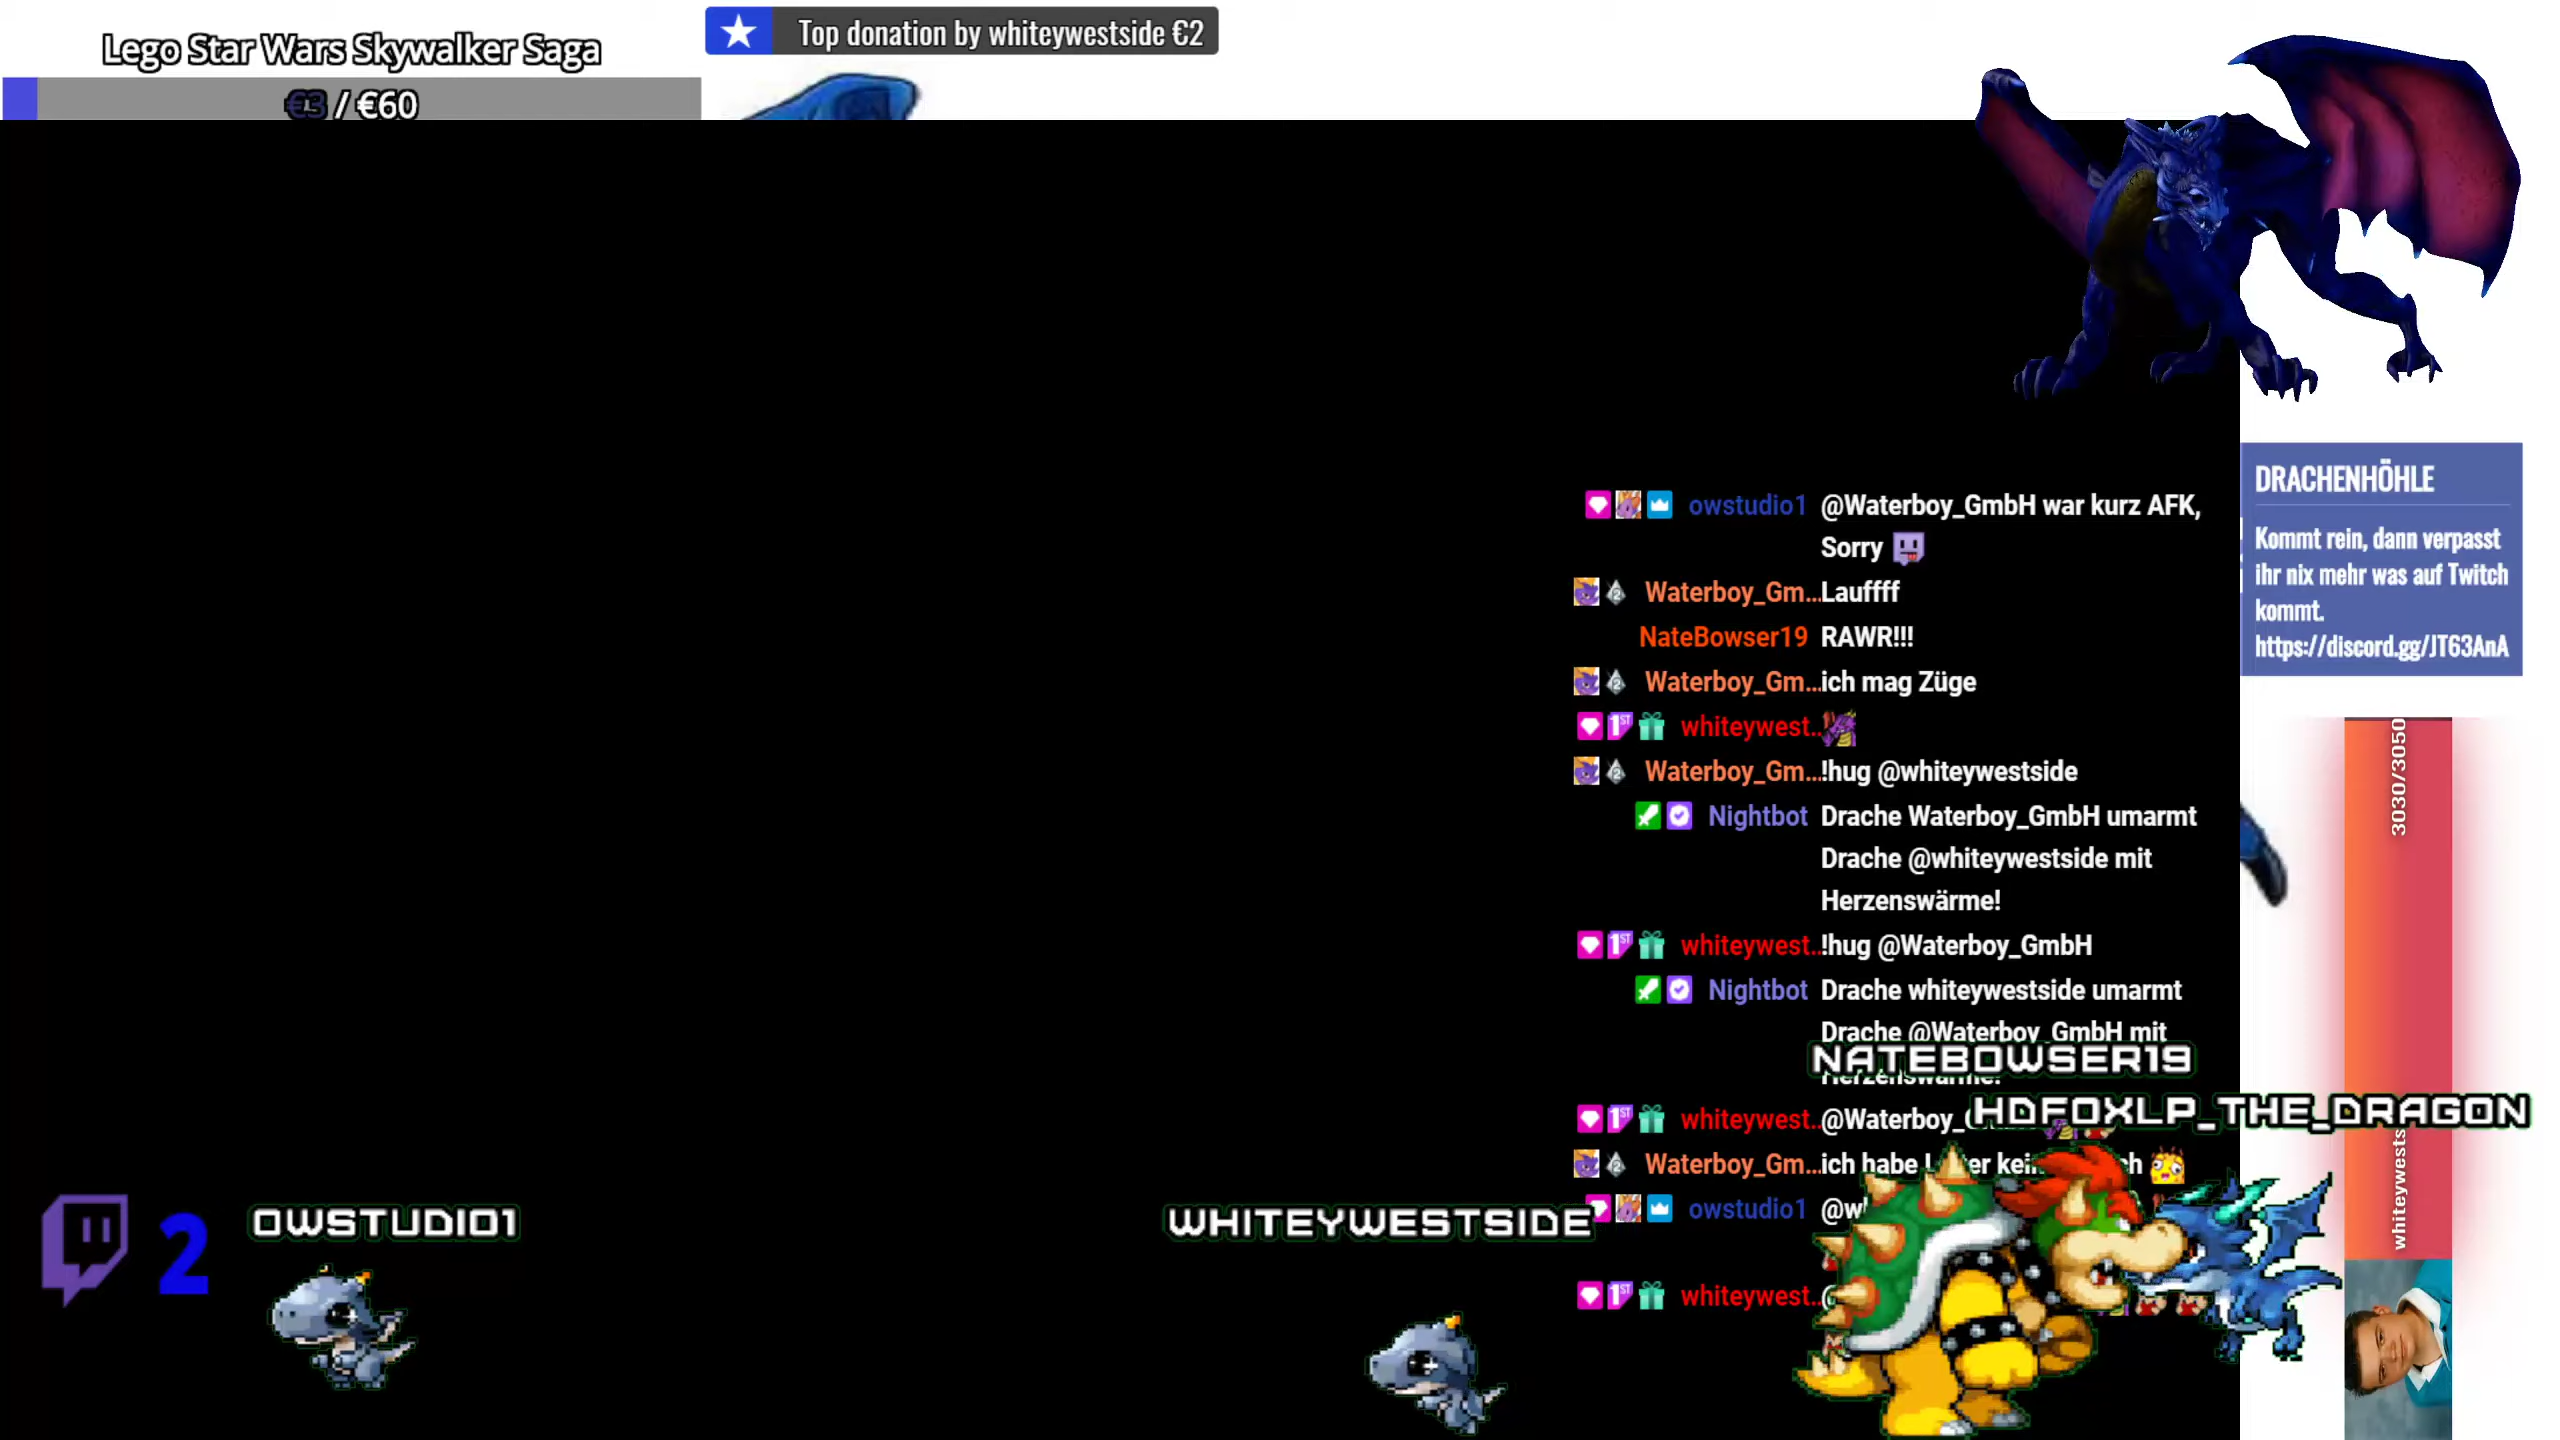 Lego Star Wars Skywalker Saga
/ €60
Top donation by whiteywestside €2
owstudio1 @Waterboy_GmbH war kurz AFK,
Sorry
Waterboy_Gm... Lauffff
NateBowser19 RAWR!!!
Waterboy_Gm... ich mag Züge
whiteywest..
Waterboy_Gm... !hug @whiteywestside
Nightbot Drache Waterboy_GmbH umarmt
Drache @whiteywestside mit
Herzenswärme!
whiteywest.. !hug @Waterboy_GmbH
Nightbot Drache whiteywestside umarmt
Drache @Waterboy_GmbH mit
Herzenswärme!
NATEBOWSER19
whiteywest.. @Waterboy_
HDFOXLP_THE_DRAGON
Waterboy_Gm... ich habe
owstudio1
whiteywest..
DRACHENHÖHLE
Kommt rein, dann verpasst
ihr nix mehr was auf Twitch
kommt.
https://discord.gg/JT63AnA
3030/3050
whiteywests
2
OWSTUDIO1
WHITEYWESTSIDE